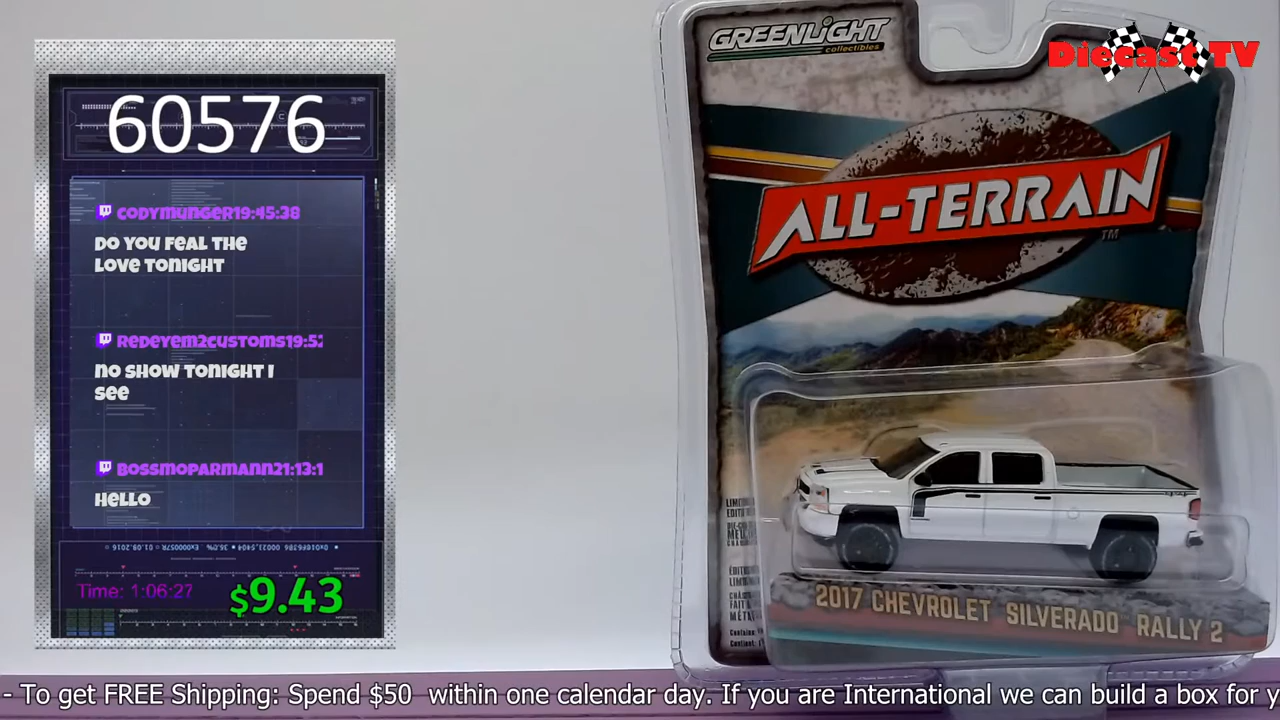 60576
CODYMUNGER19:45:38
DO YOU FEAL THE
LOVE TONIGHT
REDEYEM2CUSTOMS19:52
NO SHOW TONIGHT I
SEE
BOSSMOPARMANN21:13:1
HELLO
Time: 1:06:27
$9.43
GREENLIGHT
collectibles
Diecast TV
ALL-TERRAIN
TM
2017 CHEVROLET SILVERADO RALLY 2
- To get FREE Shipping: Spend $50 within one calendar day. If you are International we can build a box for y